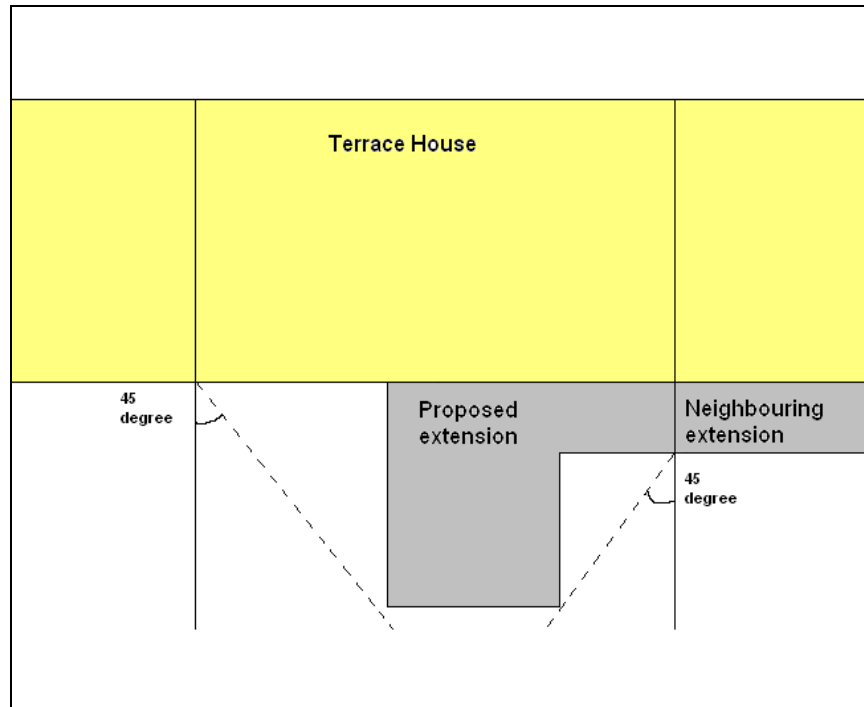 Terrace House
45
degree
Proposed
extension
Neighbouring
extension
45
degree